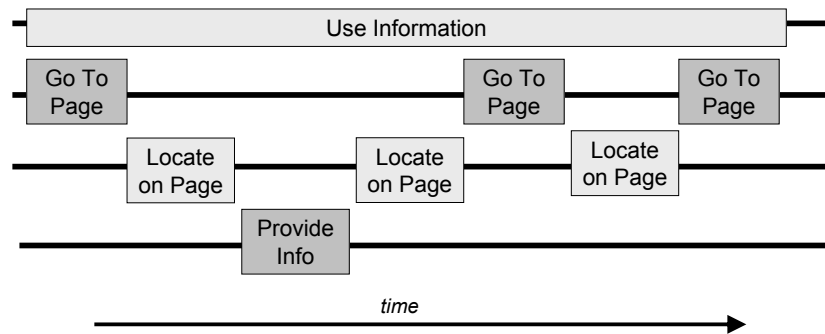 Use Information
Go To
Page
Go To
Page
Go To
Page
Locate
on Page
Locate
on Page
Locate
on Page
Provide
Info
time